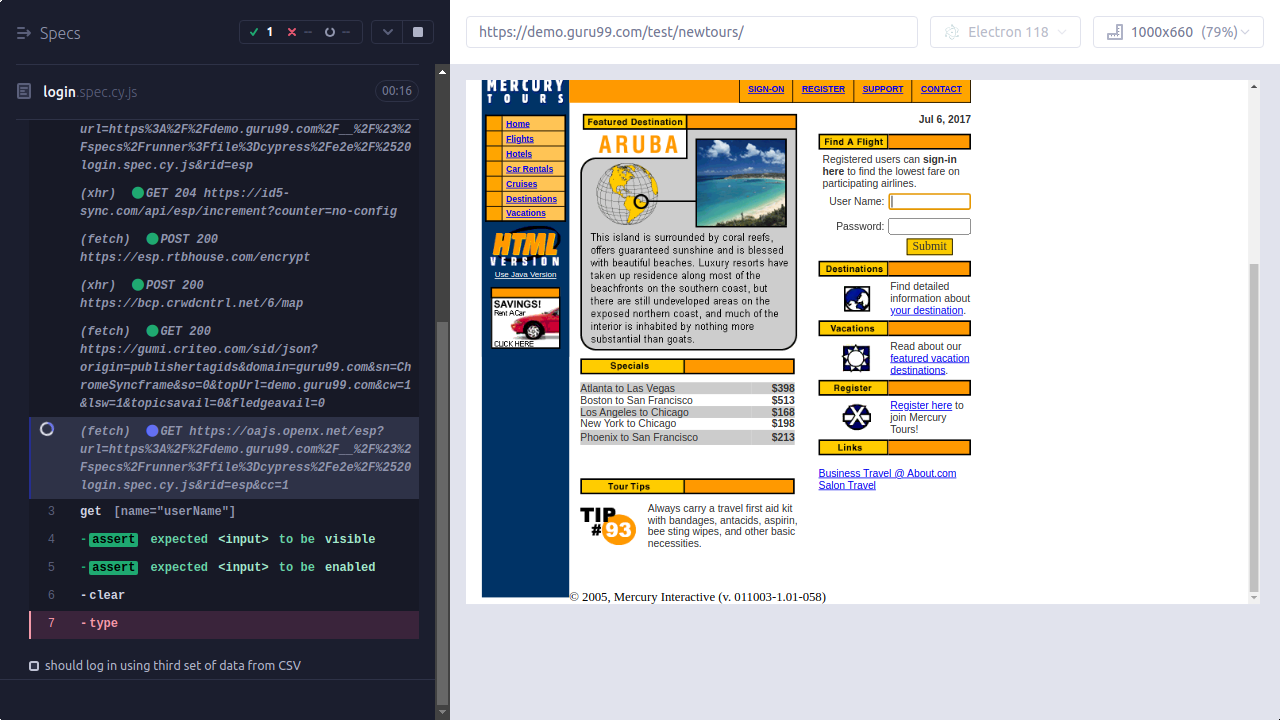 Specs
1
--
--
https://demo.guru99.com/test/newtours/
Electron 118
1000x660 (79%)
login.spec.cy.js
00:16
url=https%3A%2F%2Fdemo.guru99.com%2F__%2F%23%2
Fspecs%2Frunner%3Ffile%3Dcypress%2Fe2e%2F%2520
login.spec.cy.js&rid=esp
(xhr) GET 204 https://id5-
sync.com/api/esp/increment?counter=no-config
(fetch) POST 200
https://esp.rtbhouse.com/encrypt
(xhr) POST 200
https://bcp.crwdcntrl.net/6/map
(fetch) GET 200
https://gumi.criteo.com/sid/json?
origin=publishertagids&domain=guru99.com&sn=Ch
romeSyncframe&so=0&topUrl=demo.guru99.com&cw=1
&lsw=1&topicsavail=0&fledgeavail=0
(fetch) GET https://oajs.openx.net/esp?
url=https%3A%2F%2Fdemo.guru99.com%2F__%2F%23%2
Fspecs%2Frunner%3Ffile%3Dcypress%2Fe2e%2F%2520
login.spec.cy.js&rid=esp&cc=1
3 get [name="userName"]
4 -assert expected <input> to be visible
5 -assert expected <input> to be enabled
6 -clear
7 -type
should log in using third set of data from CSV
MERCURY
TOURS
SIGN-ON
REGISTER
SUPPORT
CONTACT
Home
Flights
Hotels
Car Rentals
Cruises
Destinations
Vacations
HTML
VERSION
Use Java Version
SAVINGS!
Rent A Car
CLICK HERE
Featured Destination
ARUBA
This island is surrounded by coral reefs,
offers guaranteed sunshine and is blessed
with beautiful beaches. Luxury resorts have
taken up residence along most of the
beachfronts on the southern coast, but
there are still undeveloped areas on the
exposed northern coast, and much of the
interior is inhabited by nothing more
substantial than goats.
Specials
Atlanta to Las Vegas $398
Boston to San Francisco $513
Los Angeles to Chicago $168
New York to Chicago $198
Phoenix to San Francisco $213
Tour Tips
TIP
#93
Always carry a travel first aid kit
with bandages, antacids, aspirin,
bee sting wipes, and other basic
necessities.
Jul 6, 2017
Find A Flight
Registered users can sign-in
here to find the lowest fare on
participating airlines.
User Name:
Password:
Submit
Destinations
Find detailed
information about
your destination.
Vacations
Read about our
featured vacation
destinations.
Register
Register here to
join Mercury
Tours!
Links
Business Travel @ About.com
Salon Travel
© 2005, Mercury Interactive (v. 011003-1.01-058)